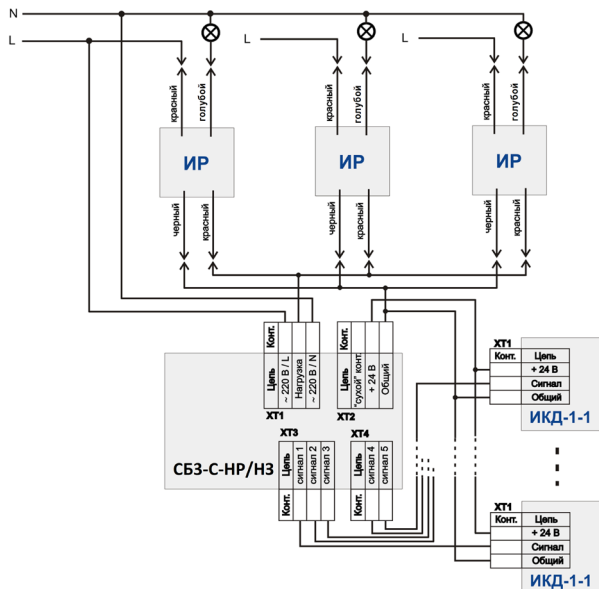 N
L
L
L
красный
голубой
красный
голубой
красный
голубой
ИР
ИР
ИР
черный
красный
черный
красный
черный
красный
Конт.
Цепь
~ 220 В / L
Нагрузка
~ 220 В / N
XT1
Конт.
Цепь
"сухой" конт.
+ 24 В
Общий
XT2
XT1
Конт.
Цепь
+ 24 В
Сигнал
Общий
ИКД-1-1
СБЗ-С-НР/НЗ
XT3
Цепь
сигнал 1
сигнал 2
сигнал 3
Конт.
XT4
Цепь
сигнал 4
сигнал 5
Конт.
XT1
Конт.
Цепь
+ 24 В
Сигнал
Общий
ИКД-1-1